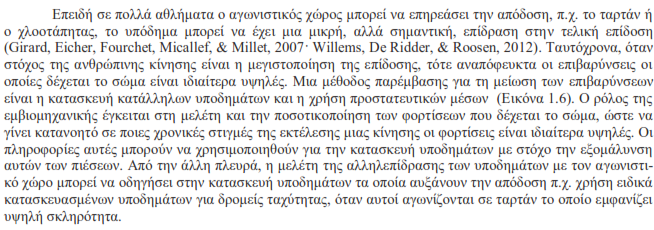 Επειδή σε πολλά αθλήματα ο αγωνιστικός χώρος μπορεί να επηρεάσει την απόδοση, π.χ. το ταρτάν ή
ο χλοοτάπητας, το υπόδημα μπορεί να έχει μια μικρή, αλλά σημαντική, επίδραση στην τελική επίδοση
(Girard, Eicher, Fourchet, Micallef, & Millet, 2007· Willems, De Ridder, & Roosen, 2012). Ταυτόχρονα, όταν
στόχος της ανθρώπινης κίνησης είναι η μεγιστοποίηση της επίδοσης, τότε αναπόφευκτα οι επιβαρύνσεις οι
οποίες δέχεται το σώμα είναι ιδιαίτερα υψηλές. Μια μέθοδος παρέμβασης για τη μείωση των επιβαρύνσεων
είναι η κατασκευή κατάλληλων υποδημάτων και η χρήση προστατευτικών μέσων (Εικόνα 1.6). Ο ρόλος της
εμβιομηχανικής έγκειται στη μελέτη και την ποσοτικοποίηση των φορτίσεων που δέχεται το σώμα, ώστε να
γίνει κατανοητό σε ποιες χρονικές στιγμές της εκτέλεσης μιας κίνησης οι φορτίσεις είναι ιδιαίτερα υψηλές. Οι
πληροφορίες αυτές μπορούν να χρησιμοποιηθούν για την κατασκευή υποδημάτων με στόχο την εξομάλυνση
αυτών των πιέσεων. Από την άλλη πλευρά, η μελέτη της αλληλεπίδρασης των υποδημάτων με τον αγωνιστι-
κό χώρο μπορεί να οδηγήσει στην κατασκευή υποδημάτων τα οποία αυξάνουν την απόδοση π.χ. χρήση ειδικά
κατασκευασμένων υποδημάτων για δρομείς ταχύτητας, όταν αυτοί αγωνίζονται σε ταρτάν το οποίο εμφανίζει
υψηλή σκληρότητα.